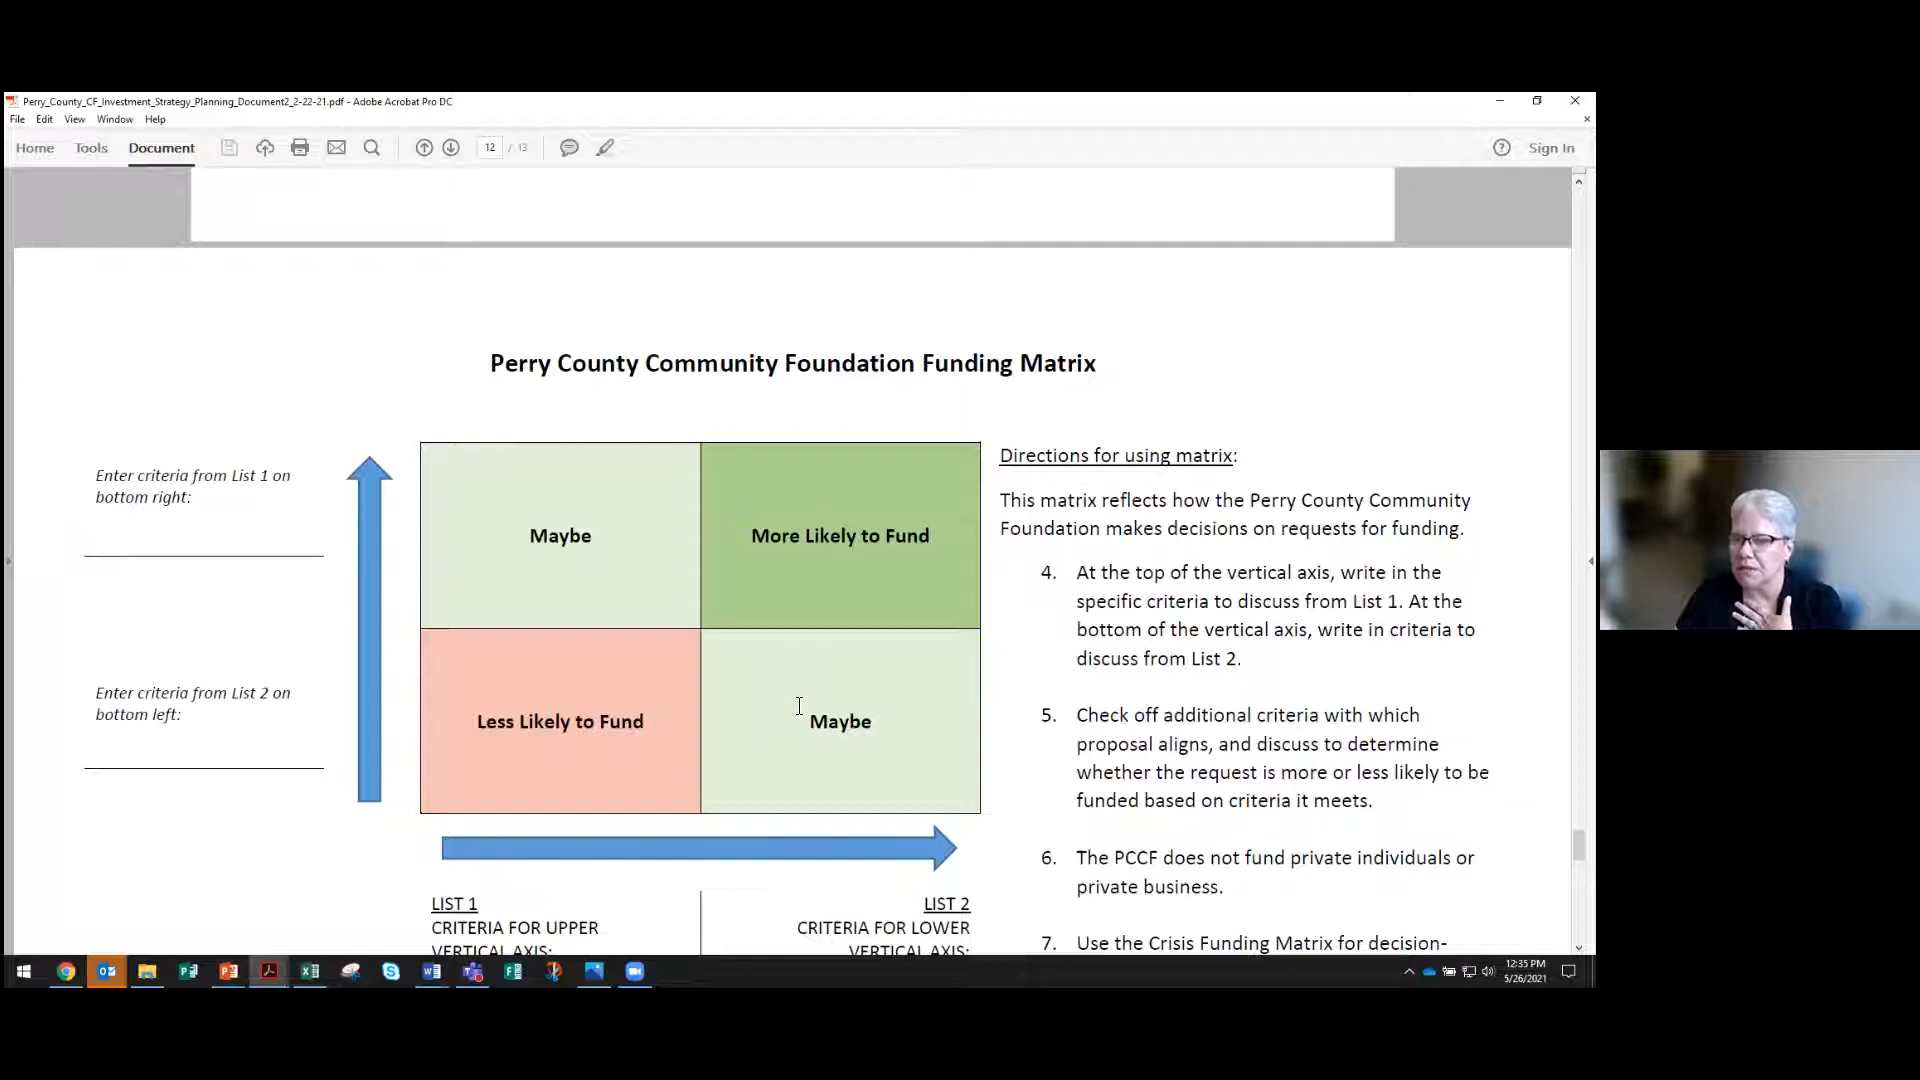 Perry_County_CF_Investment_Strategy_Planning_Document2_2-22-21.pdf - Adobe Acrobat Pro DC
File Edit View Window Help
Home Tools Document 12 / 13 Sign In
Perry County Community Foundation Funding Matrix
Enter criteria from List 1 on
bottom right:
Enter criteria from List 2 on
bottom left:
Maybe
More Likely to Fund
Less Likely to Fund
Maybe
LIST 1
CRITERIA FOR UPPER
VERTICAL AXIS:
LIST 2
CRITERIA FOR LOWER
VERTICAL AXIS:
Directions for using matrix:
This matrix reflects how the Perry County Community
Foundation makes decisions on requests for funding.
4. At the top of the vertical axis, write in the
specific criteria to discuss from List 1. At the
bottom of the vertical axis, write in criteria to
discuss from List 2.
5. Check off additional criteria with which
proposal aligns, and discuss to determine
whether the request is more or less likely to be
funded based on criteria it meets.
6. The PCCF does not fund private individuals or
private business.
7. Use the Crisis Funding Matrix for decision-
12:35 PM
5/26/2021